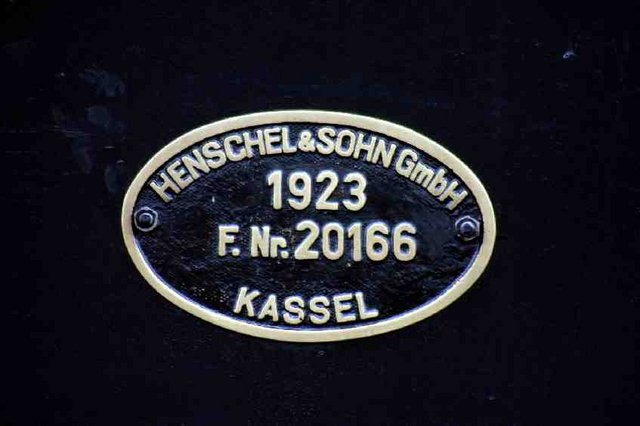 HENSCHEL&SOHN GmbH
1923
F. Nr. 20166
KASSEL